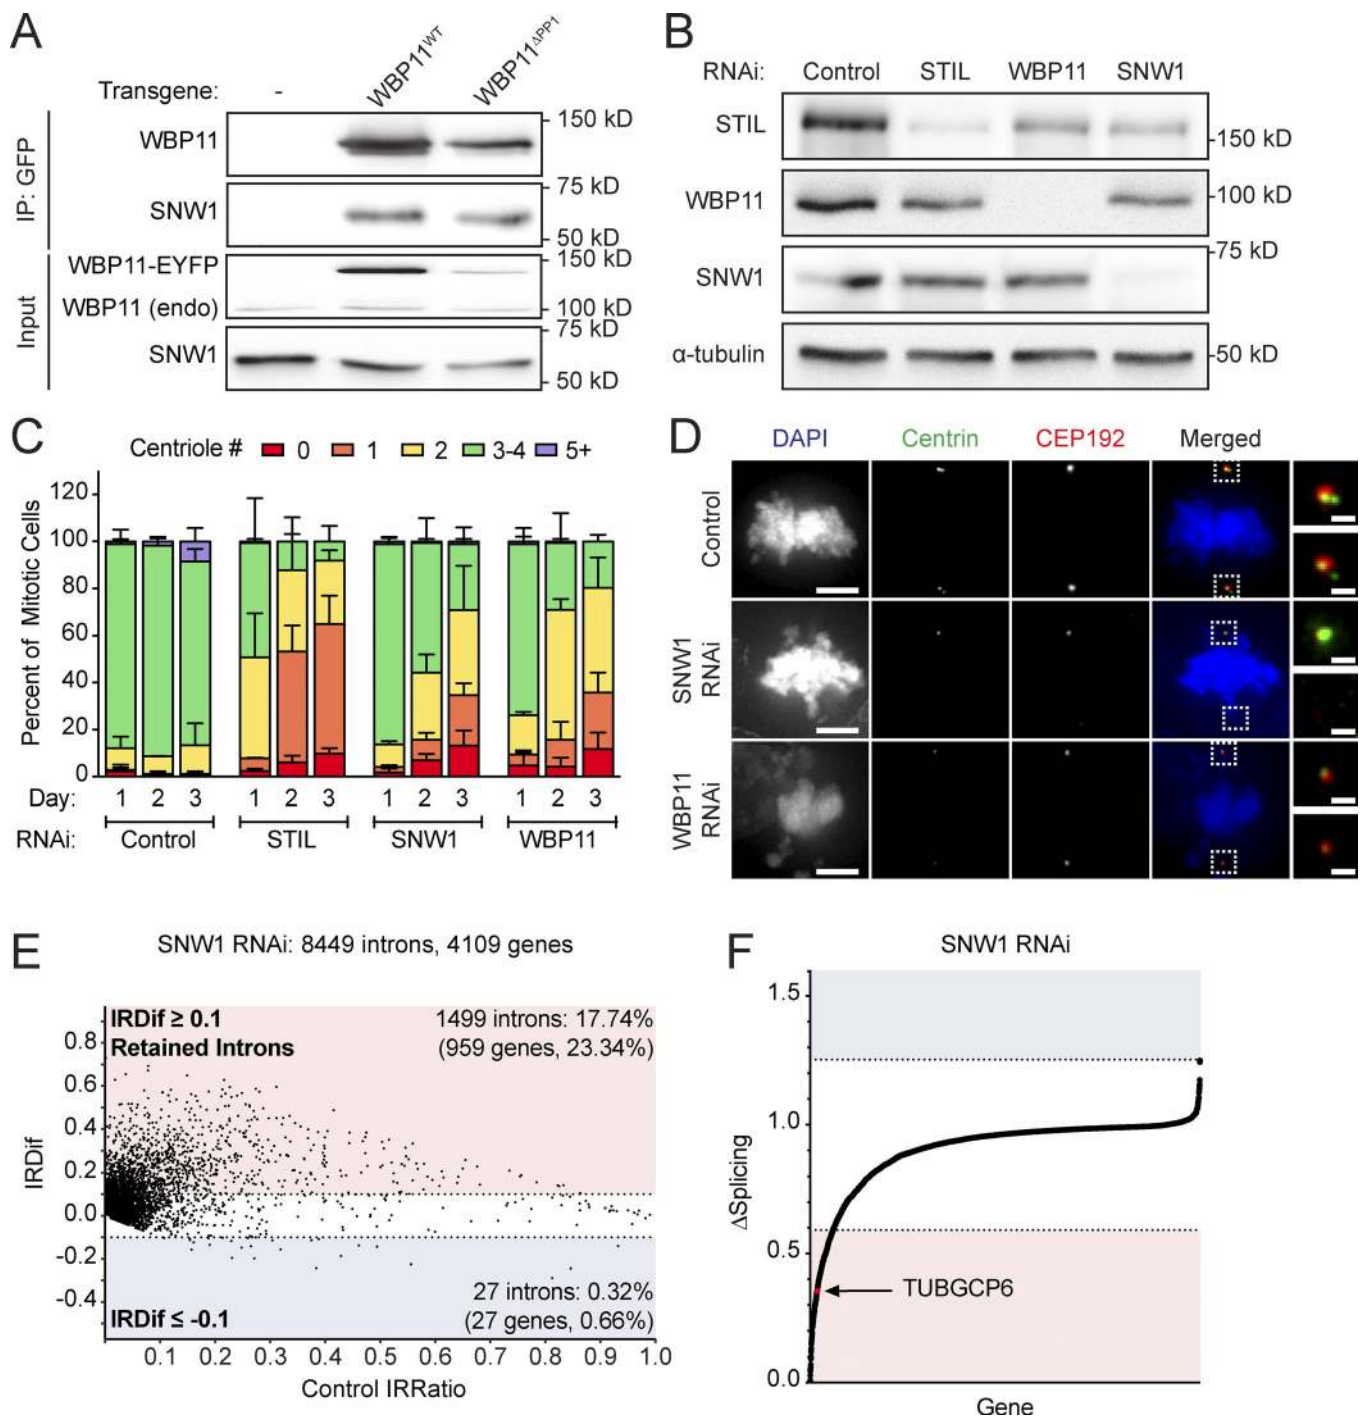 A
Transgene: - WBP11WT WBP11ΔPP1
IP: GFP
WBP11
150 kD
SNW1
75 kD
50 kD
Input
WBP11-EYFP
150 kD
WBP11 (endo)
100 kD
SNW1
75 kD
50 kD
B
RNAi: Control STIL WBP11 SNW1
STIL
150 kD
WBP11
100 kD
SNW1
75 kD
α-tubulin
50 kD
C
Centriole # 0 1 2 3-4 5+
Percent of Mitotic Cells
120
100
80
60
40
20
0
Day: 1 2 3 1 2 3 1 2 3 1 2 3
RNAi: Control STIL SNW1 WBP11
D
DAPI Centrin CEP192 Merged
Control
SNW1
RNAi
WBP11
RNAi
E
SNW1 RNAi: 8449 introns, 4109 genes
IRDif ≥ 0.1 1499 introns: 17.74%
Retained Introns (959 genes, 23.34%)
IRDif
0.8
0.6
0.4
0.2
0.0
-0.2
-0.4
27 introns: 0.32%
IRDif ≤ -0.1 (27 genes, 0.66%)
0.1 0.2 0.3 0.4 0.5 0.6 0.7 0.8 0.9 1.0
Control IRRatio
F
SNW1 RNAi
ΔSplicing
1.5
1.0
0.5
0.0
TUBGCP6
Gene